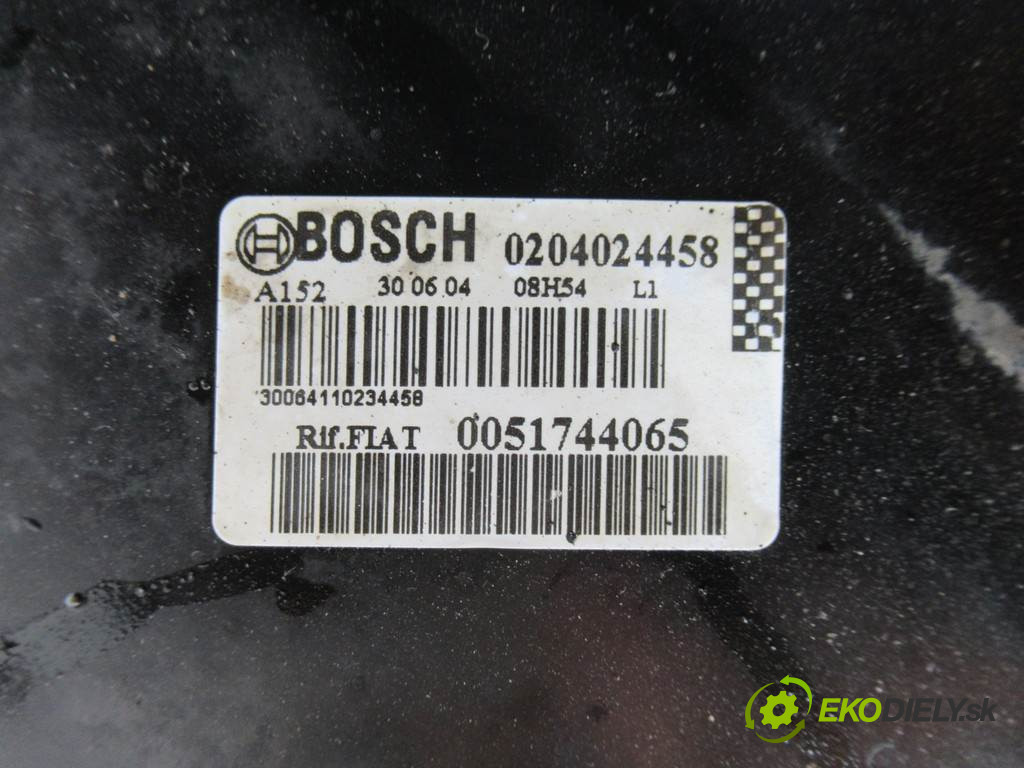 BOSCH 0204024458
A152 30 06 04 08H54 L1
30064110234458
Rif.FIAT 0051744065
EKODIELY.sk